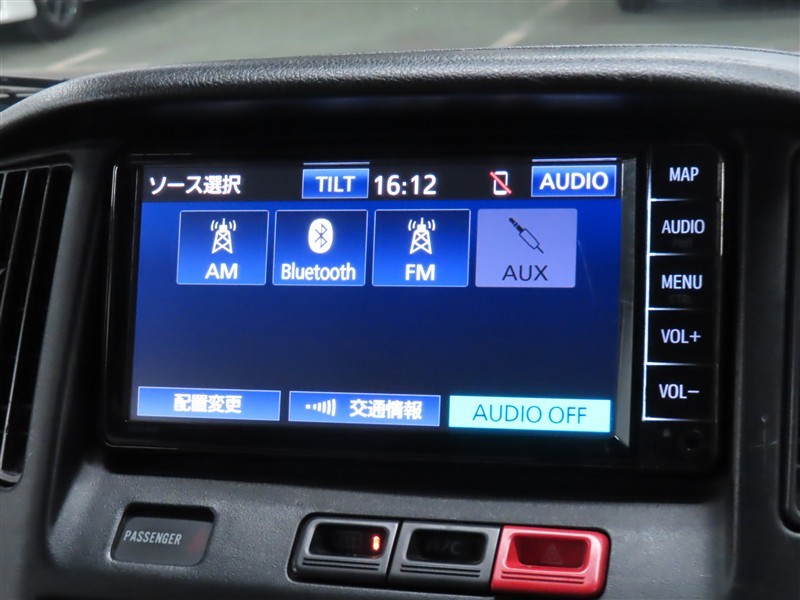 ソース選択 TILT 16:12 AUDIO
AM Bluetooth FM AUX
配置変更 交通情報 AUDIO OFF
MAP
AUDIO
MENU
VOL+
VOL-
PASSENGER
A/C